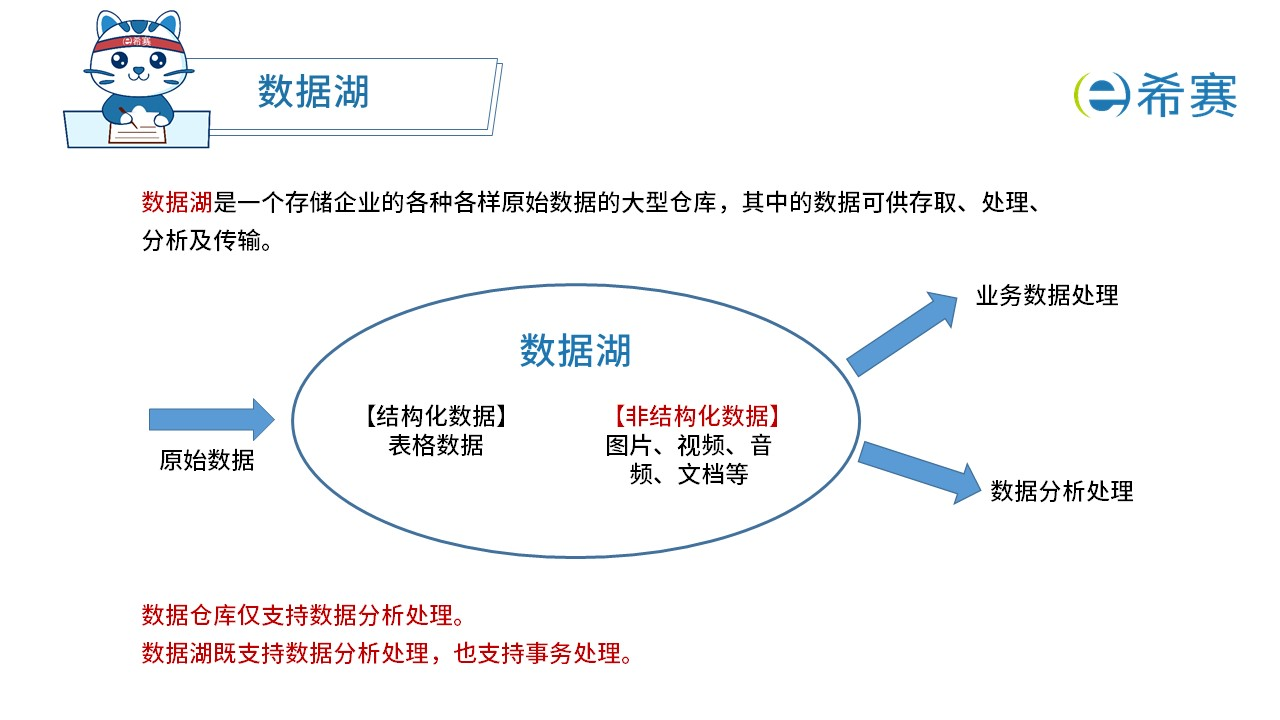 希赛
数据湖
希赛
数据湖是一个存储企业的各种各样原始数据的大型仓库，其中的数据可供存取、处理、
分析及传输。
业务数据处理
数据湖
【结构化数据】
表格数据
【非结构化数据】
图片、视频、音
频、文档等
原始数据
数据分析处理
数据仓库仅支持数据分析处理。
数据湖既支持数据分析处理，也支持事务处理。